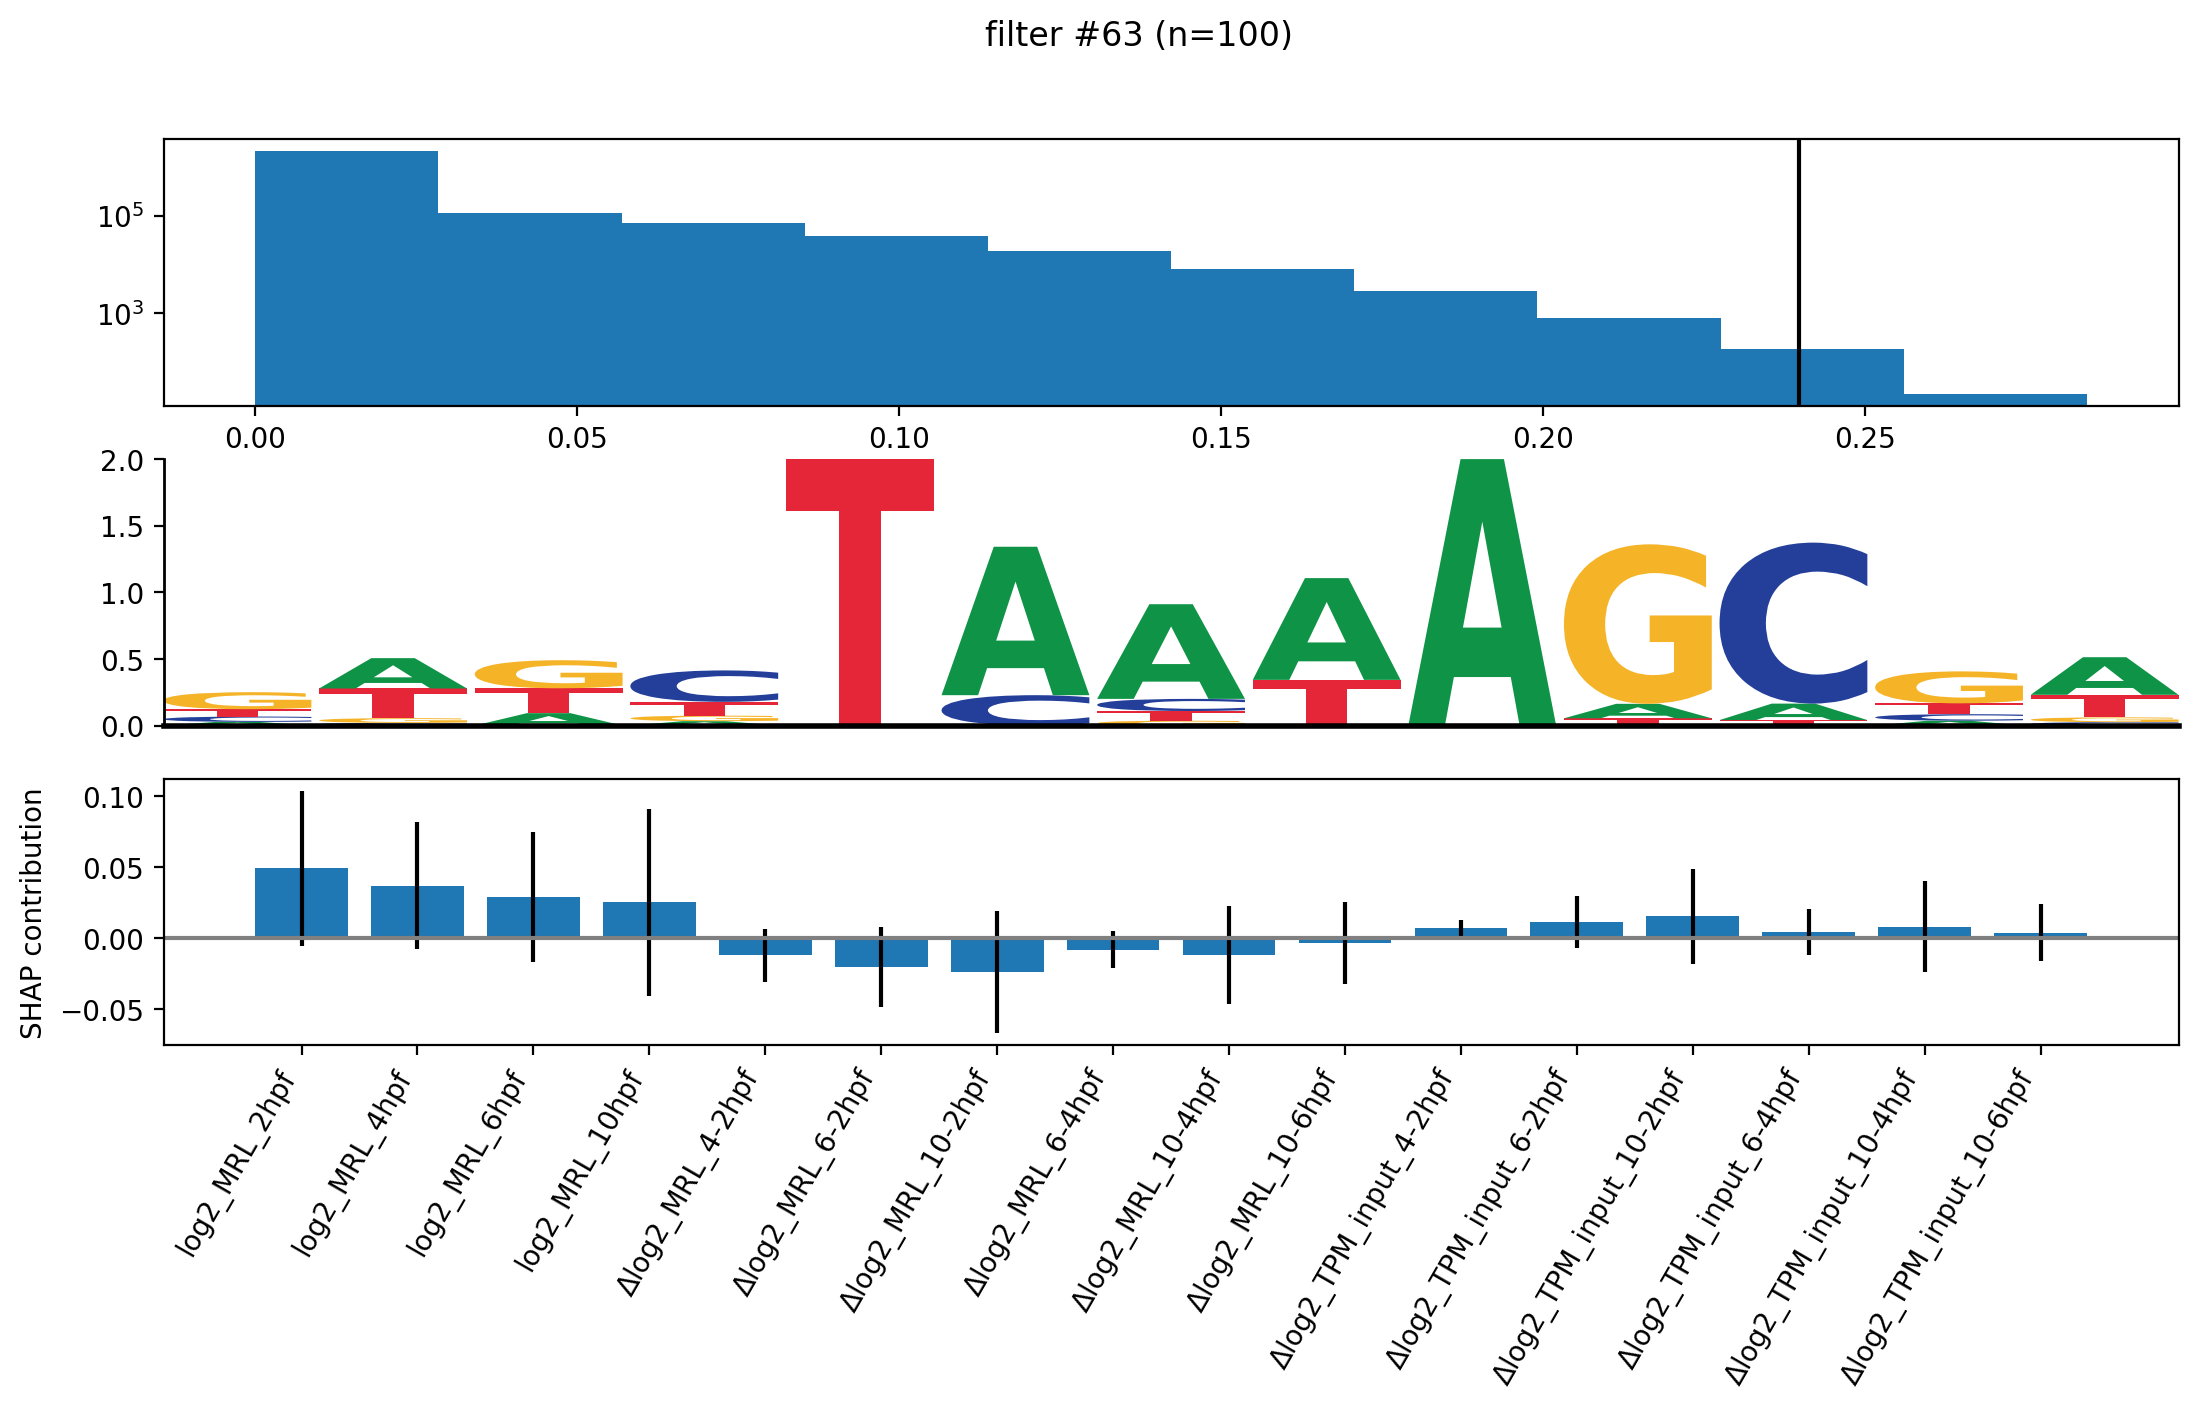 filter #63 (n=100)
10^5
10^3
0.00 0.05 0.10 0.15 0.20 0.25
2.0
1.5
1.0
0.5
0.0
G A G C T A A A A G C G A
SHAP contribution
0.10
0.05
0.00
−0.05
log2_MRL_2hpf
log2_MRL_4hpf
log2_MRL_6hpf
log2_MRL_10hpf
Δlog2_MRL_4-2hpf
Δlog2_MRL_6-2hpf
Δlog2_MRL_10-2hpf
Δlog2_MRL_6-4hpf
Δlog2_MRL_10-4hpf
Δlog2_MRL_10-6hpf
Δlog2_TPM_input_4-2hpf
Δlog2_TPM_input_6-2hpf
Δlog2_TPM_input_10-2hpf
Δlog2_TPM_input_6-4hpf
Δlog2_TPM_input_10-4hpf
Δlog2_TPM_input_10-6hpf